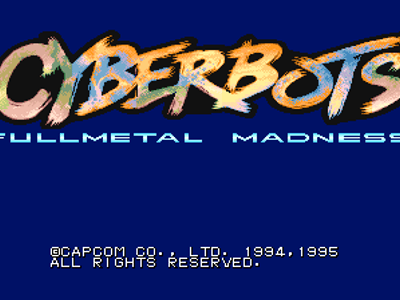 CYBERBOTS
FULLMETAL MADNESS
©CAPCOM CO., LTD. 1994,1995
ALL RIGHTS RESERVED.